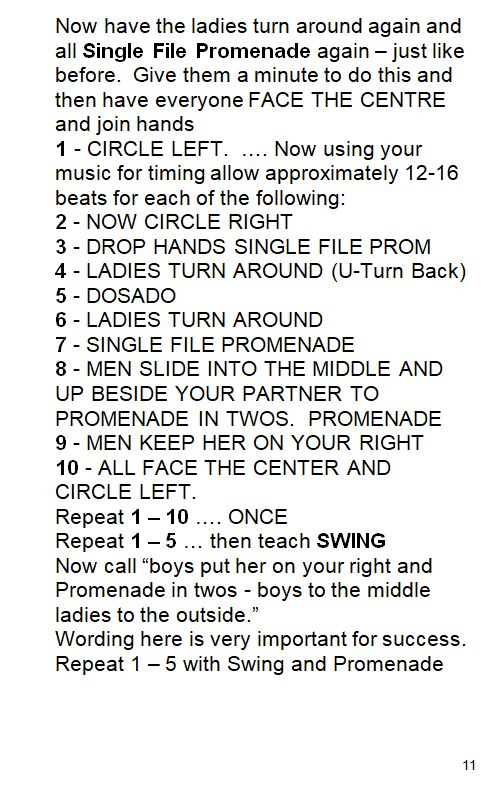 Now have the ladies turn around again and
all Single File Promenade again – just like
before.  Give them a minute to do this and
then have everyone FACE THE CENTRE
and join hands
1 - CIRCLE LEFT.  …. Now using your
music for timing allow approximately 12-16
beats for each of the following:
2 - NOW CIRCLE RIGHT
3 - DROP HANDS SINGLE FILE PROM
4 - LADIES TURN AROUND (U-Turn Back)
5 - DOSADO
6 - LADIES TURN AROUND
7 - SINGLE FILE PROMENADE
8 - MEN SLIDE INTO THE MIDDLE AND
UP BESIDE YOUR PARTNER TO
PROMENADE IN TWOS.  PROMENADE
9 - MEN KEEP HER ON YOUR RIGHT
10 - ALL FACE THE CENTER AND
CIRCLE LEFT.
Repeat 1 – 10 …. ONCE
Repeat 1 – 5 … then teach SWING
Now call “boys put her on your right and
Promenade in twos - boys to the middle
ladies to the outside.”
Wording here is very important for success.
Repeat 1 – 5 with Swing and Promenade
11